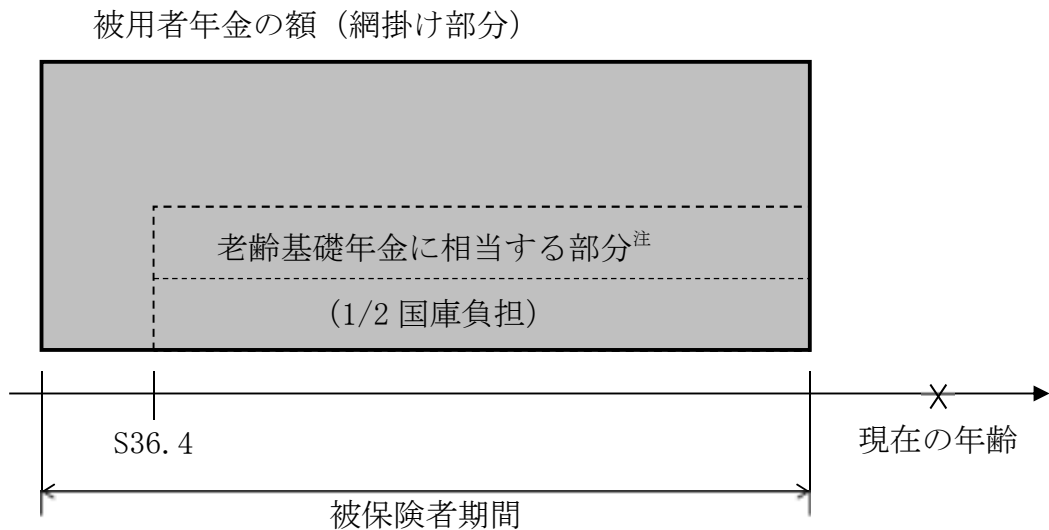 被用者年金の額（網掛け部分）
老齢基礎年金に相当する部分注
（1/2 国庫負担）
S36.4
現在の年齢
被保険者期間